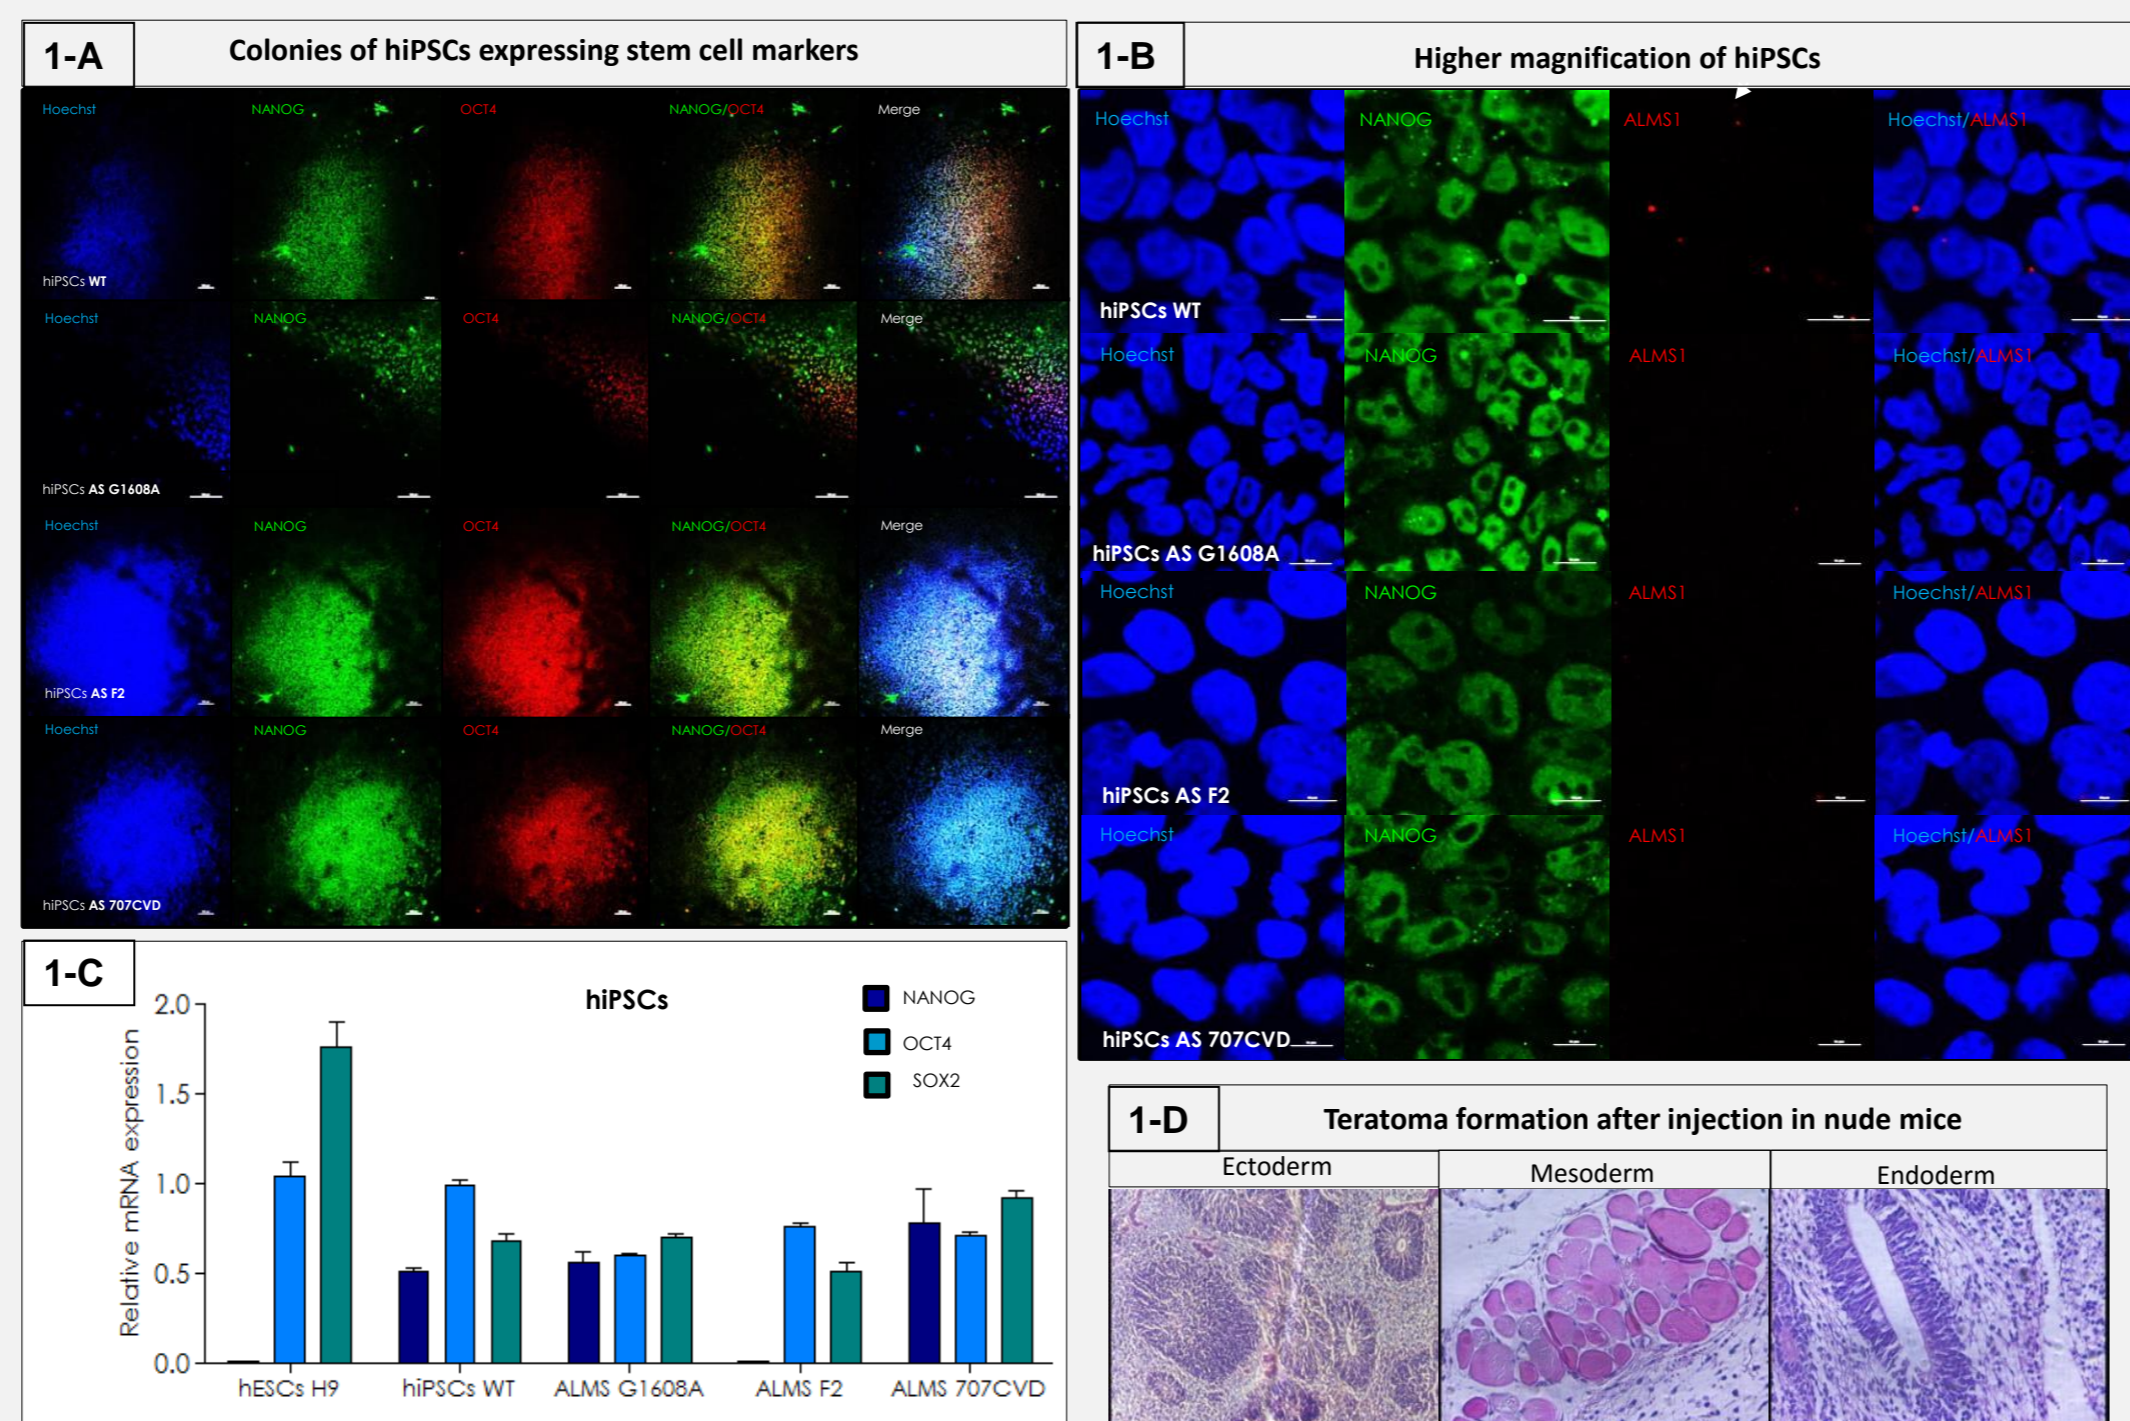 1-A
Colonies of hiPSCs expressing stem cell markers
Hoechst NANOG OCT4 NANOG/OCT4 Merge
hiPSCs WT
Hoechst NANOG OCT4 NANOG/OCT4 Merge
hiPSCs AS G1608A
Hoechst NANOG OCT4 NANOG/OCT4 Merge
hiPSCs AS F2
Hoechst NANOG OCT4 NANOG/OCT4 Merge
hiPSCs AS 707CVD
1-B
Higher magnification of hiPSCs
Hoechst NANOG ALMS1 Hoechst/ALMS1
hiPSCs WT
Hoechst NANOG ALMS1 Hoechst/ALMS1
hiPSCs AS G1608A
Hoechst NANOG ALMS1 Hoechst/ALMS1
hiPSCs AS F2
Hoechst NANOG ALMS1 Hoechst/ALMS1
hiPSCs AS 707CVD
1-C
hiPSCs
NANOG
OCT4
SOX2
Relative mRNA expression
2.0
1.5
1.0
0.5
0.0
hESCs H9 hiPSCs WT ALMS G1608A ALMS F2 ALMS 707CVD
1-D
Teratoma formation after injection in nude mice
Ectoderm Mesoderm Endoderm